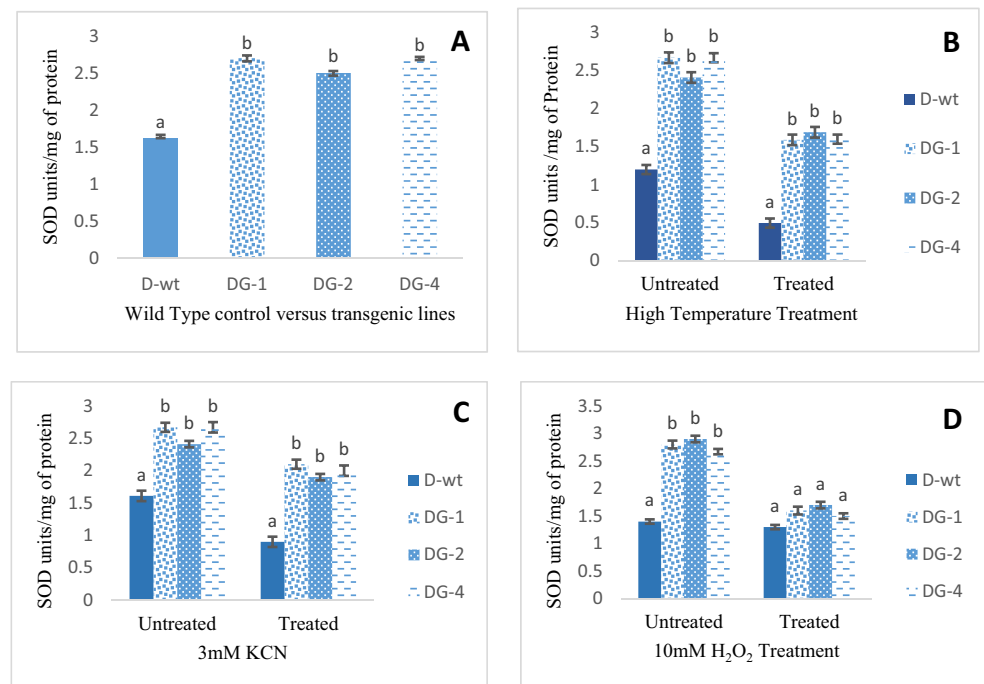 A
SOD units/mg of protein
3
2.5
2
1.5
1
0.5
0
a
b
b
b
D-wt
DG-1
DG-2
DG-4
Wild Type control versus transgenic lines
B
SOD units /mg of Protein
3
2.5
2
1.5
1
0.5
0
a
b
b
b
a
b
b
b
Untreated
Treated
High Temperature Treatment
D-wt
DG-1
DG-2
DG-4
C
SOD units/mg of protein
3
2.5
2
1.5
1
0.5
0
a
b
b
b
a
b
b
b
Untreated
Treated
3mM KCN
D-wt
DG-1
DG-2
DG-4
D
SOD units/mg of protein
3.5
3
2.5
2
1.5
1
0.5
0
a
b
b
b
a
a
a
a
Untreated
Treated
10mM H₂O₂ Treatment
D-wt
DG-1
DG-2
DG-4